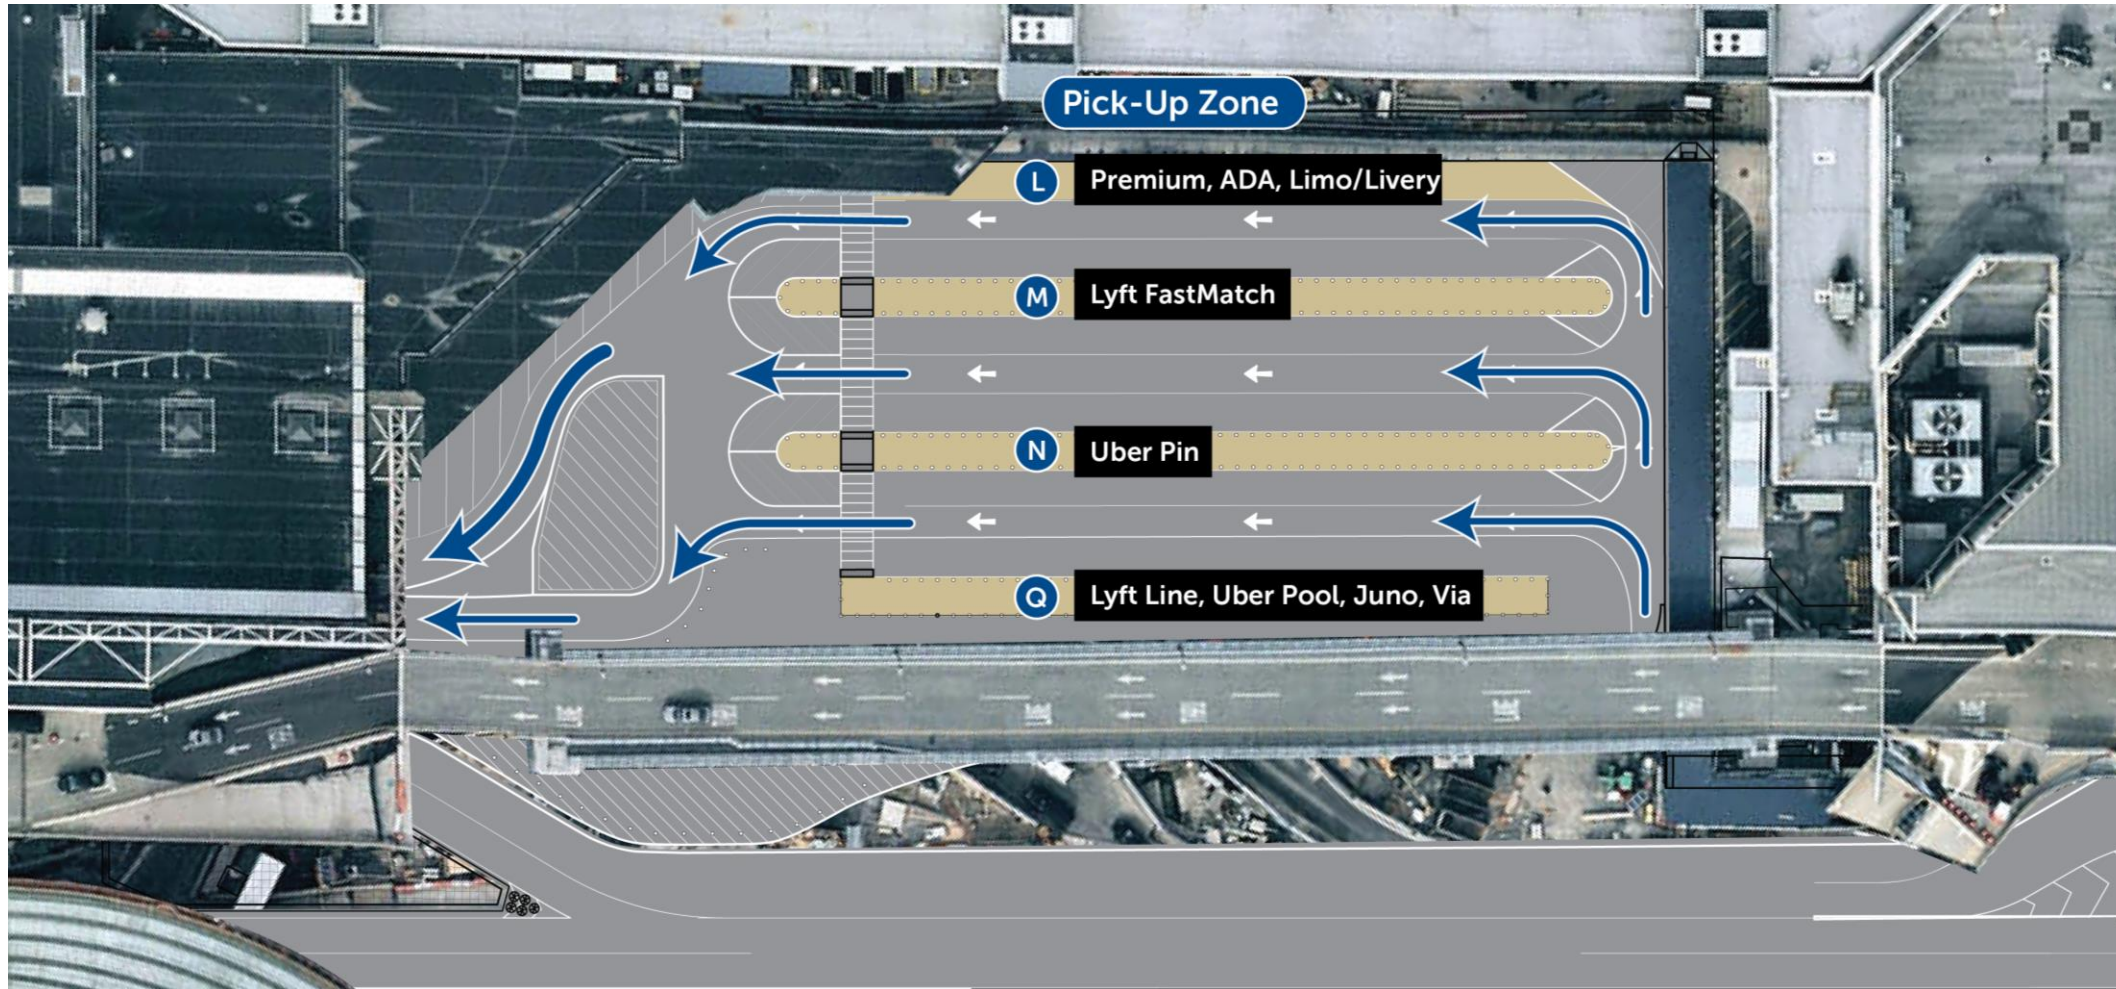 Pick-Up Zone
L Premium, ADA, Limo/Livery
M Lyft FastMatch
N Uber Pin
Q Lyft Line, Uber Pool, Juno, Via